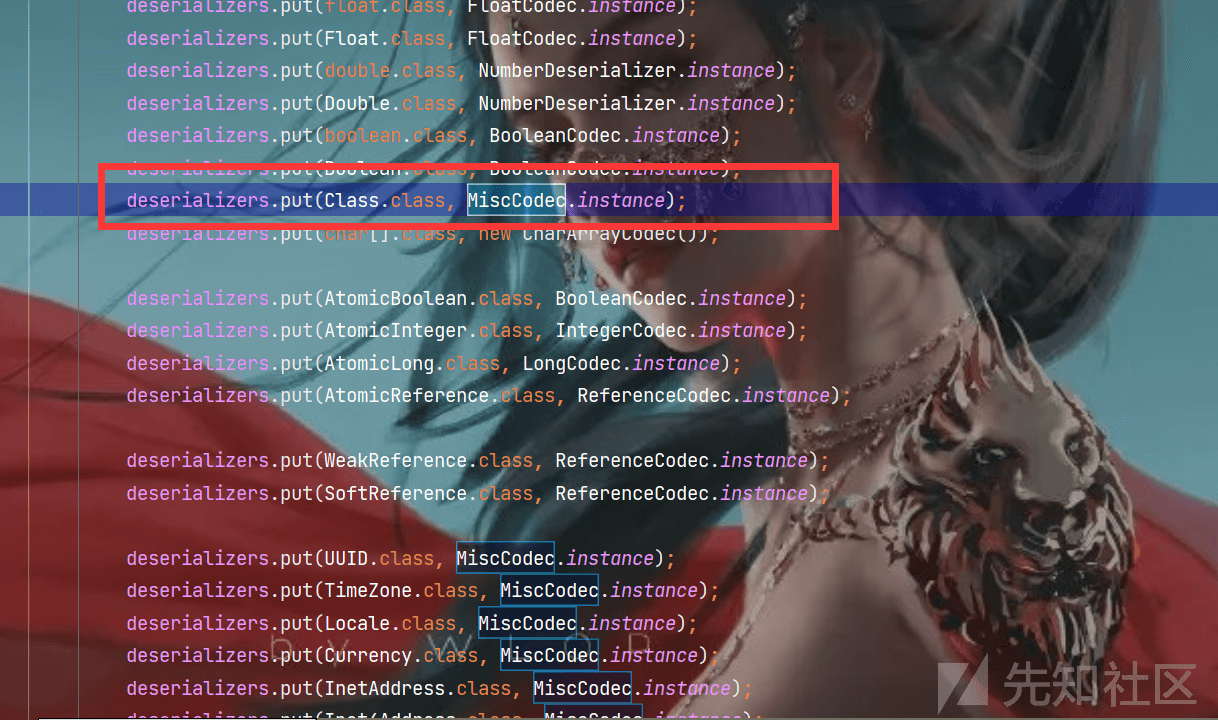 deserializers.put(float.class, FloatCodec.instance);
deserializers.put(Float.class, FloatCodec.instance);
deserializers.put(double.class, NumberDeserializer.instance);
deserializers.put(Double.class, NumberDeserializer.instance);
deserializers.put(boolean.class, BooleanCodec.instance);
deserializers.put(Boolean.class, BooleanCodec.instance);
deserializers.put(Class.class, MiscCodec.instance);
deserializers.put(char[].class, new CharArrayCodec());
deserializers.put(AtomicBoolean.class, BooleanCodec.instance);
deserializers.put(AtomicInteger.class, IntegerCodec.instance);
deserializers.put(AtomicLong.class, LongCodec.instance);
deserializers.put(AtomicReference.class, ReferenceCodec.instance);
deserializers.put(WeakReference.class, ReferenceCodec.instance);
deserializers.put(SoftReference.class, ReferenceCodec.instance);
deserializers.put(UUID.class, MiscCodec.instance);
deserializers.put(TimeZone.class, MiscCodec.instance);
deserializers.put(Locale.class, MiscCodec.instance);
deserializers.put(Currency.class, MiscCodec.instance);
deserializers.put(InetAddress.class, MiscCodec.instance);
deserializers.put(Inet4Address.class, MiscCodec.instance);
先知社区